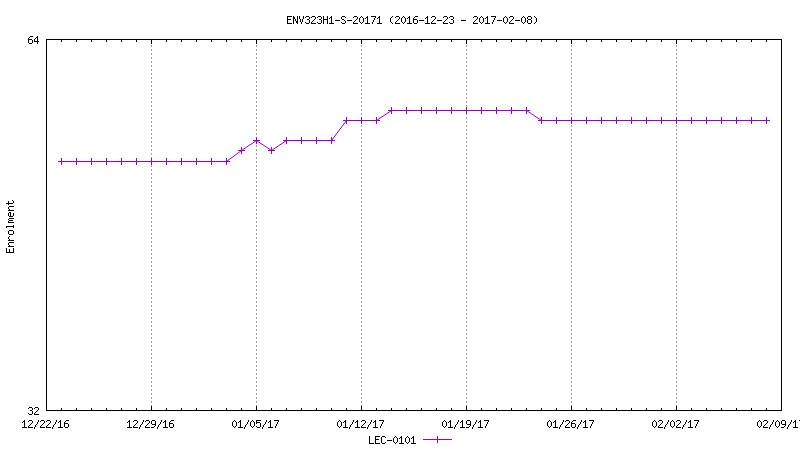 ENV323H1-S-20171 (2016-12-23 - 2017-02-08)
64
Enrolment
32
12/22/16 12/29/16 01/05/17 01/12/17 01/19/17 01/26/17 02/02/17 02/09/1
LEC-0101